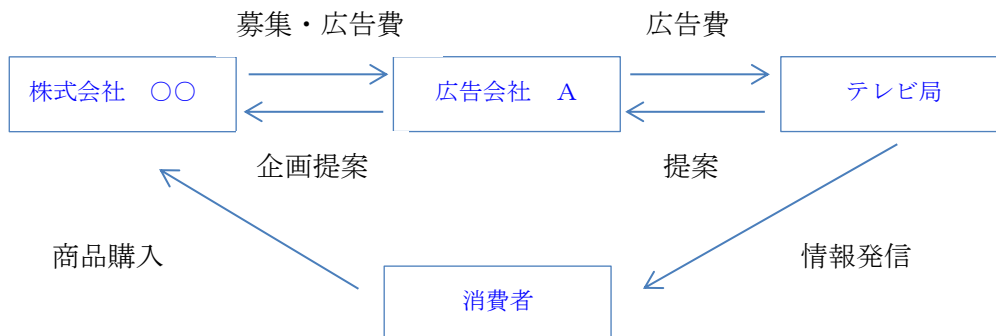 募集・広告費
広告費
株式会社　○○
広告会社　A
テレビ局
企画提案
提案
商品購入
情報発信
消費者